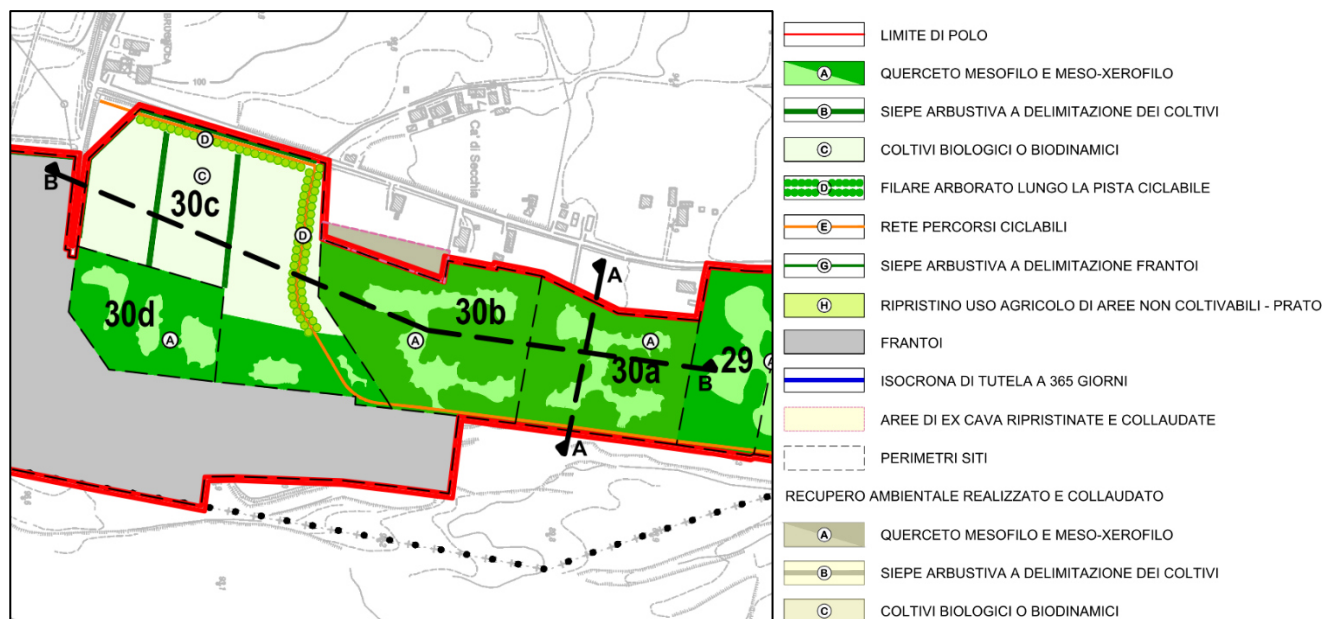 100
Ca' di Secchia
B
D
C
30c
D
A
30b
A
30d
A
A
30a
B
29
A
A
LIMITE DI POLO
A QUERCETO MESOFILO E MESO-XEROFILO
B SIEPE ARBUSTIVA A DELIMITAZIONE DEI COLTIVI
C COLTIVI BIOLOGICI O BIODINAMICI
D FILARE ARBORATO LUNGO LA PISTA CICLABILE
E RETE PERCORSI CICLABILI
G SIEPE ARBUSTIVA A DELIMITAZIONE FRANTOI
H RIPRISTINO USO AGRICOLO DI AREE NON COLTIVABILI - PRATO
FRANTOI
ISOCRONA DI TUTELA A 365 GIORNI
AREE DI EX CAVA RIPRISTINATE E COLLAUDATE
PERIMETRI SITI
RECUPERO AMBIENTALE REALIZZATO E COLLAUDATO
A QUERCETO MESOFILO E MESO-XEROFILO
B SIEPE ARBUSTIVA A DELIMITAZIONE DEI COLTIVI
C COLTIVI BIOLOGICI O BIODINAMICI